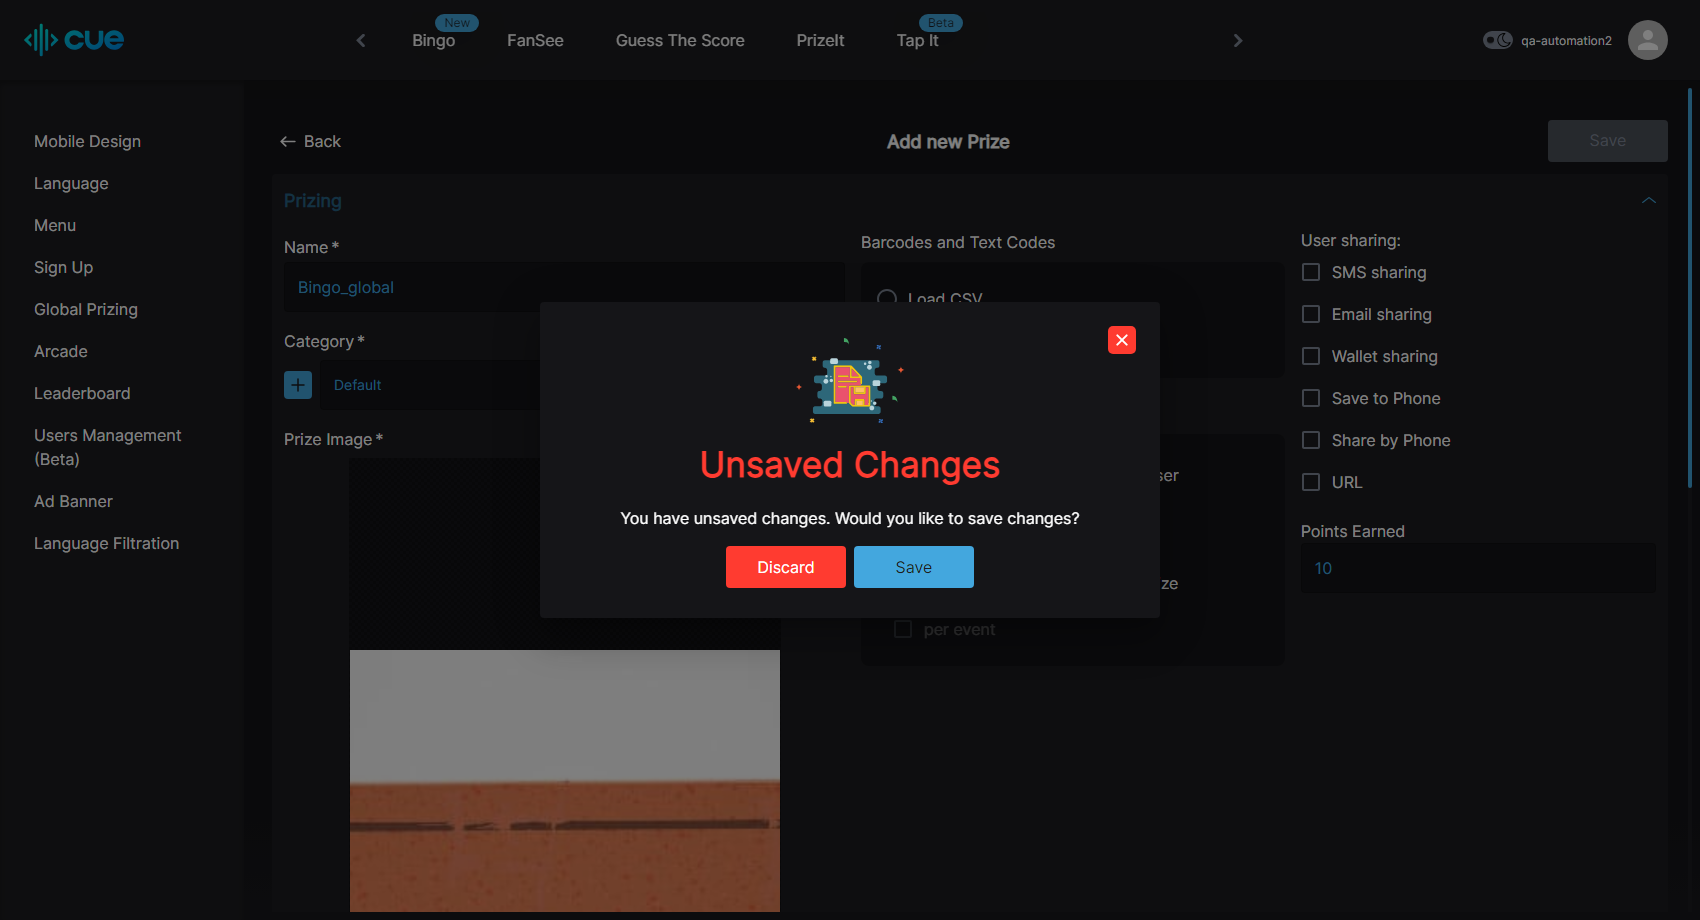 cue
New
Bingo
FanSee
Guess The Score
PrizeIt
Beta
Tap It
qa-automation2
Mobile Design
Language
Menu
Sign Up
Global Prizing
Arcade
Leaderboard
Users Management
(Beta)
Ad Banner
Language Filtration
Back
Add new Prize
Save
Prizing
Name *
Bingo_global
Category *
Default
Prize Image *
Barcodes and Text Codes
Load CSV
per event
User sharing:
SMS sharing
Email sharing
Wallet sharing
Save to Phone
Share by Phone
URL
Points Earned
10
Unsaved Changes
You have unsaved changes. Would you like to save changes?
Discard
Save